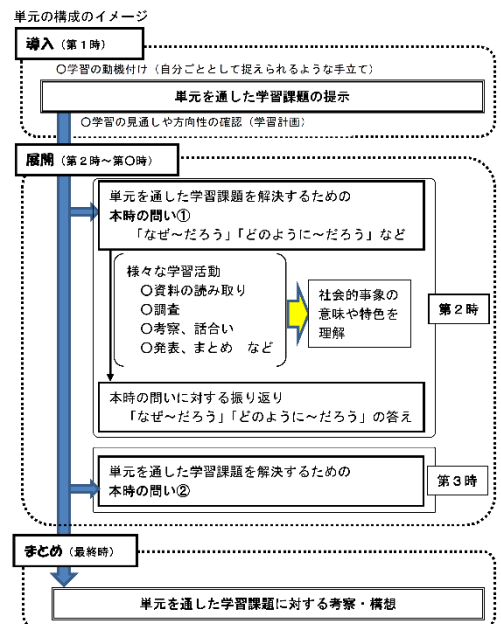 単元の構成のイメージ
導入(第1時)
○学習の動機付け(自分ごととして捉えられるような手立て)
単元を通した学習課題の提示
○学習の見通しや方向性の確認(学習計画)
展開(第2時~第○時)
単元を通した学習課題を解決するための
本時の問い①
「なぜ~だろう」「どのように~だろう」など
様々な学習活動
○資料の読み取り
○調査
○考察、話合い
○発表、まとめ など
社会的事象の
意味や特色を
理解
第2時
本時の問いに対する振り返り
「なぜ~だろう」「どのように~だろう」の答え
単元を通した学習課題を解決するための
本時の問い②
第3時
まとめ(最終時)
単元を通した学習課題に対する考察・構想